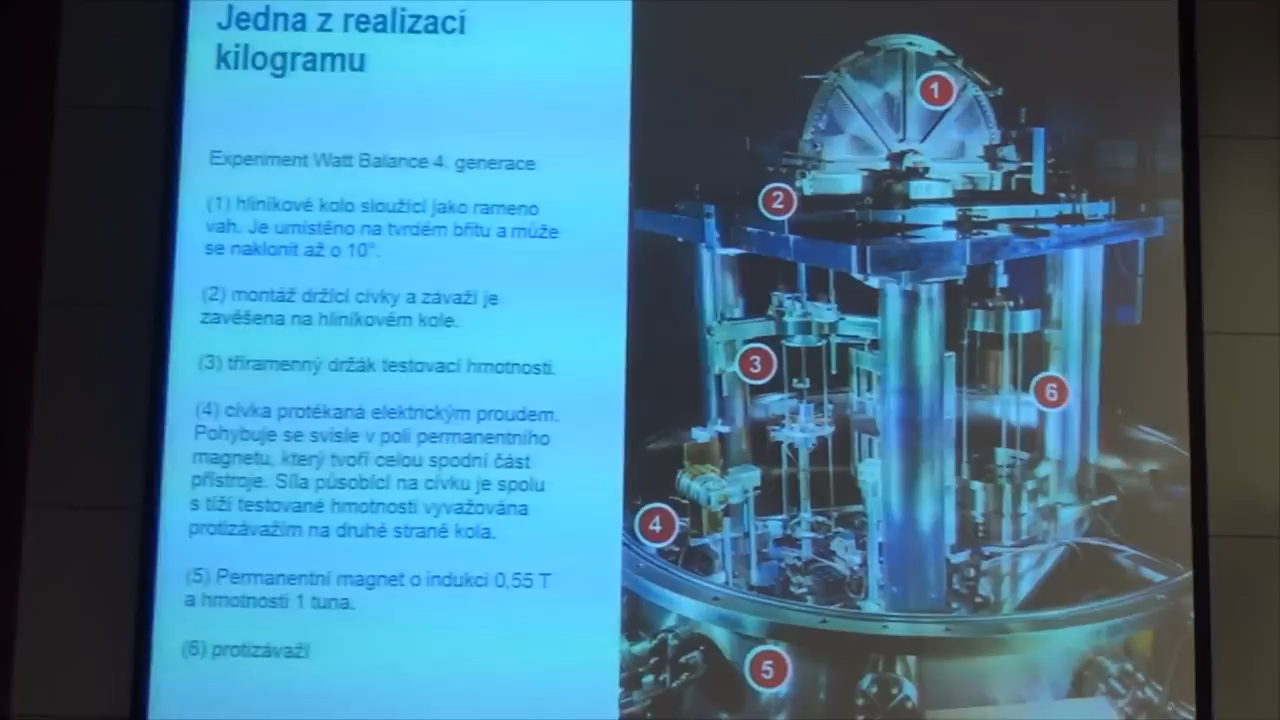 Jedna z realizací
kilogramu
Experiment Watt Balance 4. generace
(1) hliníkové kolo sloužící jako rameno
vah. Je umístěno na tvrdém břitu a může
se naklonit až o 10°.
(2) montáž držící cívky a závaží je
zavěšena na hliníkovém kole.
(3) tříramenný držák testovací hmotnosti.
(4) cívka protékaná elektrickým proudem.
Pohybuje se svisle v poli permanentního
magnetu, který tvoří celou spodní část
přístroje. Síla působící na cívku je spolu
s tíží testované hmotnosti vyvažována
protizávažím na druhé straně kola.
(5) Permanentní magnet o indukci 0,55 T
a hmotnosti 1 tuna.
(6) protizávaží
1
2
3
6
4
5